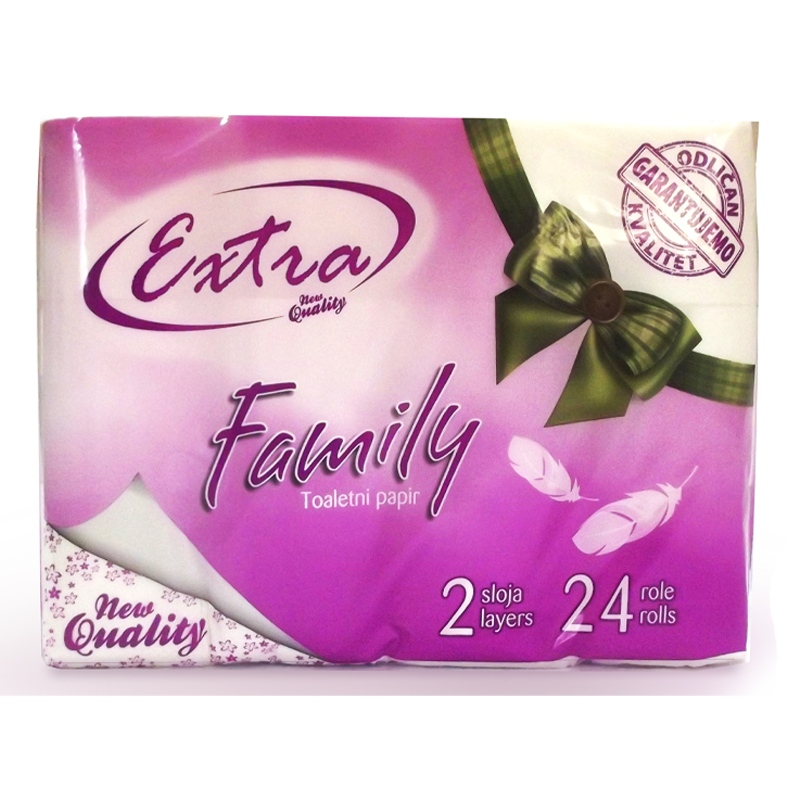 Extra
New
Quality
ODLIČAN
GARANTUJEMO
KVALITET
Family
Toaletni papir
New
Quality
2 sloja
layers
24 role
rolls